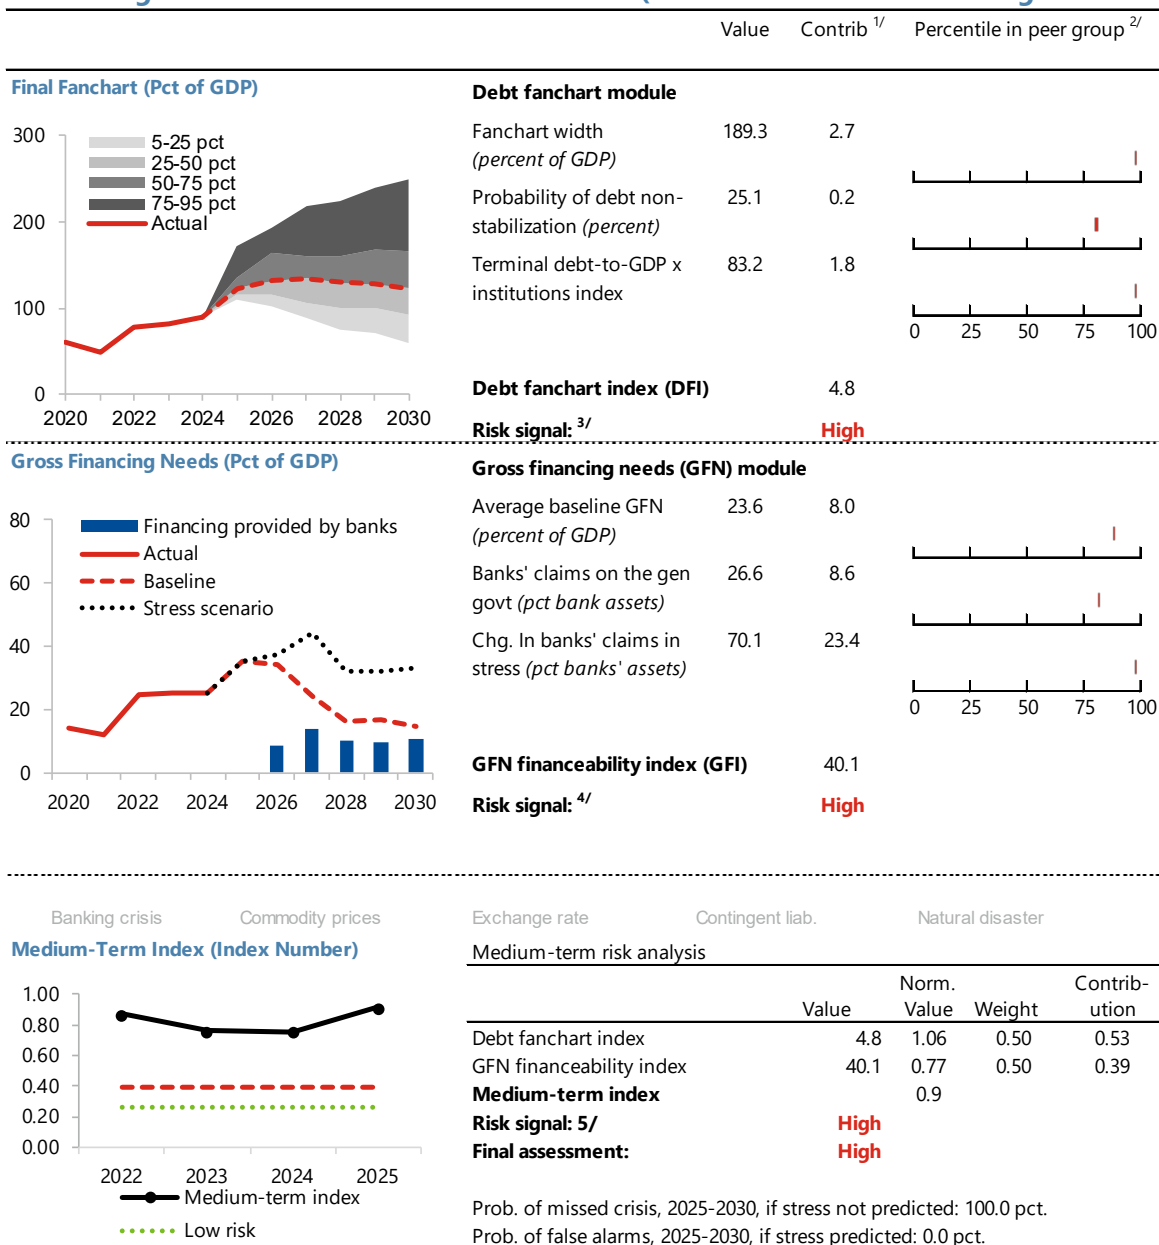 Value Contrib 1/ Percentile in peer group 2/
Final Fanchart (Pct of GDP)
300
200
100
0
5-25 pct
25-50 pct
50-75 pct
75-95 pct
Actual
2020 2022 2024 2026 2028 2030
Debt fanchart module
Fanchart width 189.3 2.7
(percent of GDP)
Probability of debt non- 25.1 0.2
stabilization (percent)
Terminal debt-to-GDP x 83.2 1.8
institutions index
0 25 50 75 100
Debt fanchart index (DFI) 4.8
Risk signal: 3/ High
Gross Financing Needs (Pct of GDP)
80
60
40
20
0
Financing provided by banks
Actual
Baseline
Stress scenario
2020 2022 2024 2026 2028 2030
Gross financing needs (GFN) module
Average baseline GFN 23.6 8.0
(percent of GDP)
Banks' claims on the gen 26.6 8.6
govt (pct bank assets)
Chg. In banks' claims in 70.1 23.4
stress (pct banks' assets)
0 25 50 75 100
GFN financeability index (GFI) 40.1
Risk signal: 4/ High
Banking crisis Commodity prices Exchange rate Contingent liab. Natural disaster
Medium-Term Index (Index Number)
1.00
0.80
0.60
0.40
0.20
0.00
2022 2023 2024 2025
Medium-term index
Low risk
Medium-term risk analysis
Norm. Contrib-
Value Value Weight ution
Debt fanchart index 4.8 1.06 0.50 0.53
GFN financeability index 40.1 0.77 0.50 0.39
Medium-term index 0.9
Risk signal: 5/ High
Final assessment: High
Prob. of missed crisis, 2025-2030, if stress not predicted: 100.0 pct.
Prob. of false alarms, 2025-2030, if stress predicted: 0.0 pct.